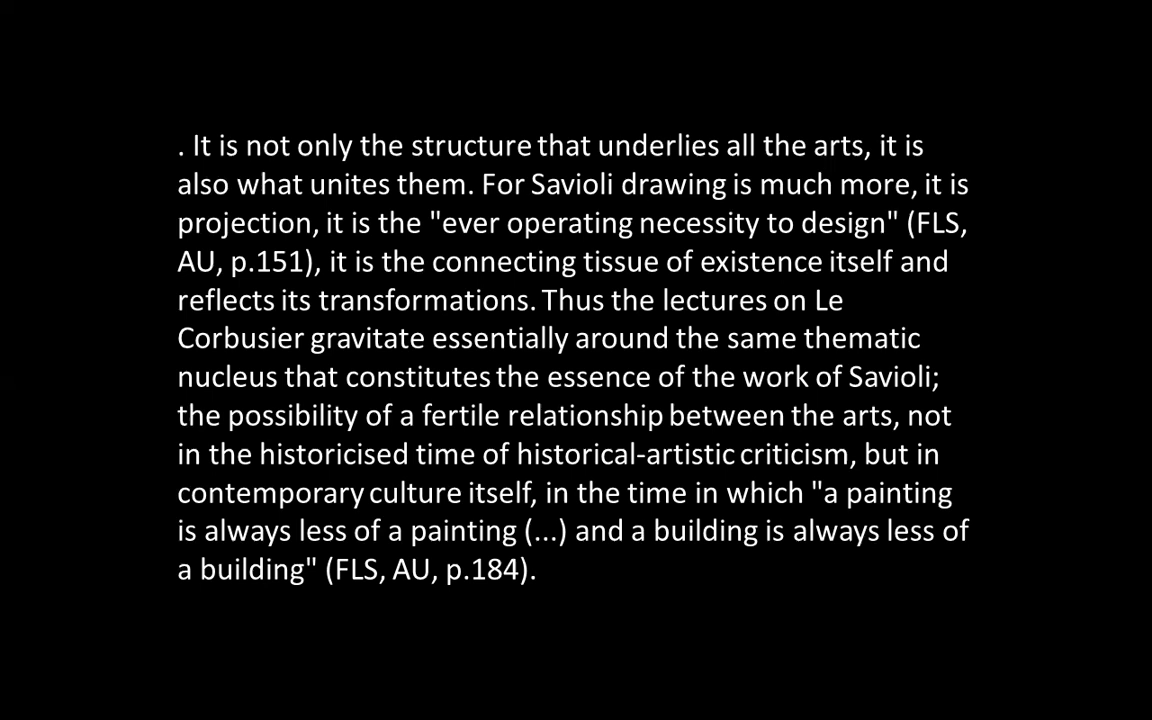 . It is not only the structure that underlies all the arts, it is
also what unites them. For Savioli drawing is much more, it is
projection, it is the "ever operating necessity to design" (FLS,
AU, p.151), it is the connecting tissue of existence itself and
reflects its transformations. Thus the lectures on Le
Corbusier gravitate essentially around the same thematic
nucleus that constitutes the essence of the work of Savioli;
the possibility of a fertile relationship between the arts, not
in the historicised time of historical-artistic criticism, but in
contemporary culture itself, in the time in which "a painting
is always less of a painting (...) and a building is always less of
a building" (FLS, AU, p.184).